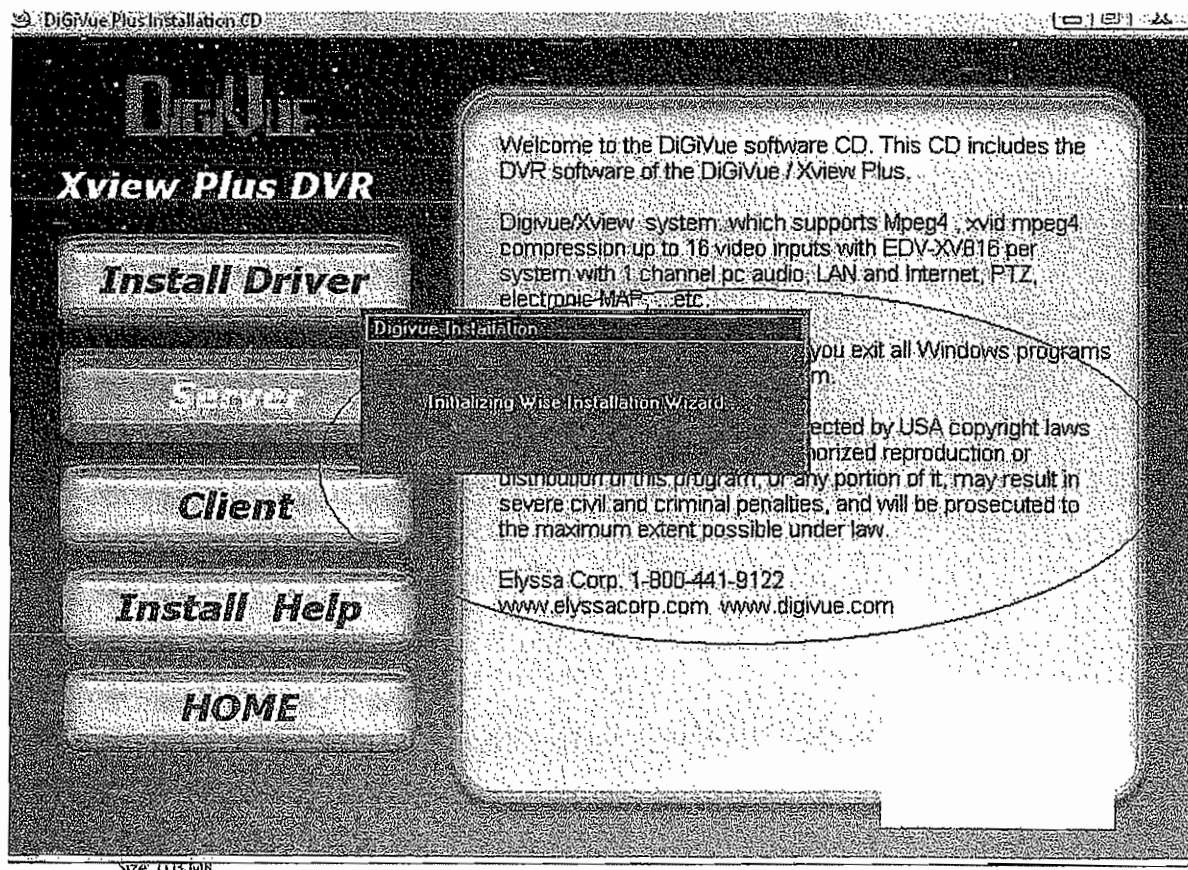 DiGiVue Plus Installation CD
DiGiVue
Xview Plus DVR
Install Driver
Server
Client
Install Help
HOME
Welcome to the DiGiVue software CD. This CD includes the
DVR software of the DiGiVue / Xview Plus.
Digivue/Xview system, which supports Mpeg4 , xvid mpeg4
compression up to 16 video inputs with EDV-XV816 per
system with 1 channel pc audio, LAN and Internet, PTZ,
electronic MAP, ...etc.
you exit all Windows programs
Digivue Installation
Initializing Wise Installation Wizard
ected by USA copyright laws
horized reproduction or
distribution of this program, or any portion of it, may result in
severe civil and criminal penalties, and will be prosecuted to
the maximum extent possible under law.
Elyssa Corp. 1-800-441-9122
www.elyssacorp.com www.digivue.com